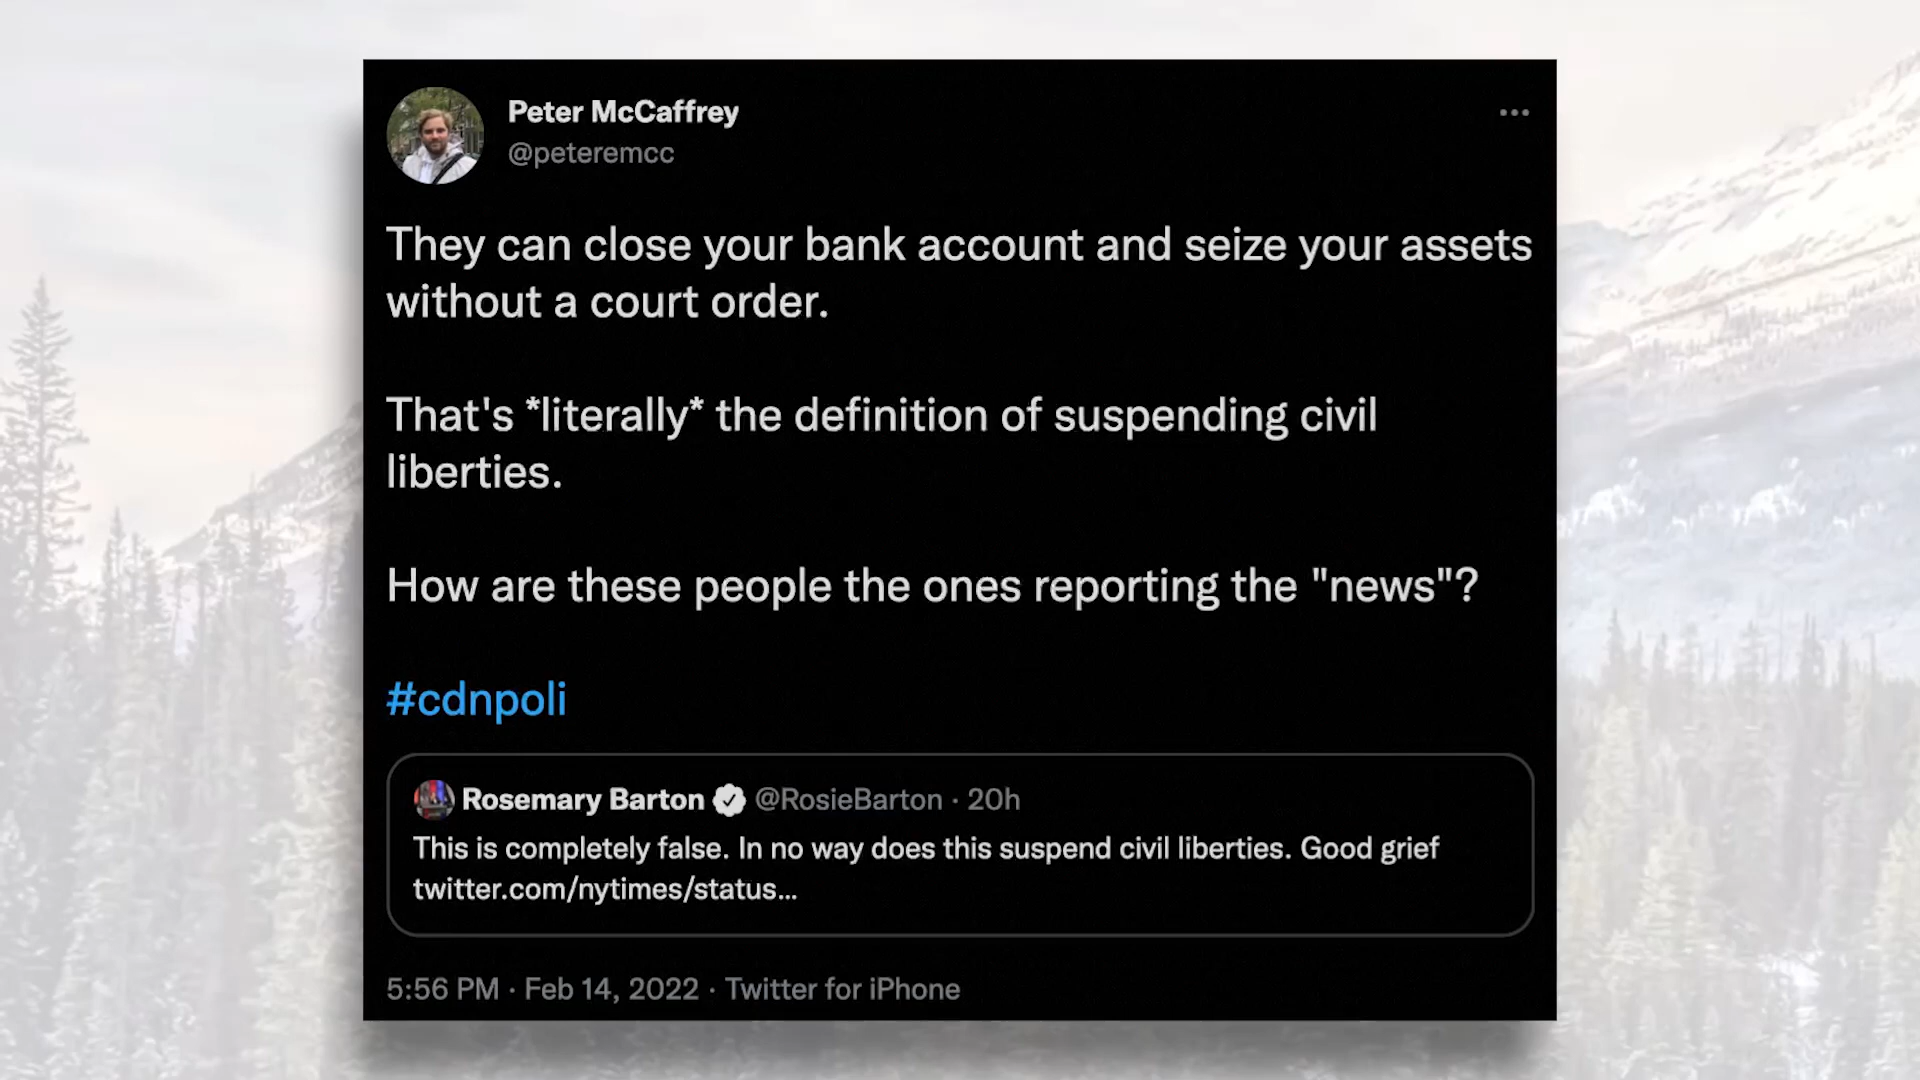 Peter McCaffrey
@peteremcc
They can close your bank account and seize your assets
without a court order.
That's *literally* the definition of suspending civil
liberties.
How are these people the ones reporting the "news"?
#cdnpoli
Rosemary Barton @RosieBarton · 20h
This is completely false. In no way does this suspend civil liberties. Good grief
twitter.com/nytimes/status...
5:56 PM · Feb 14, 2022 · Twitter for iPhone